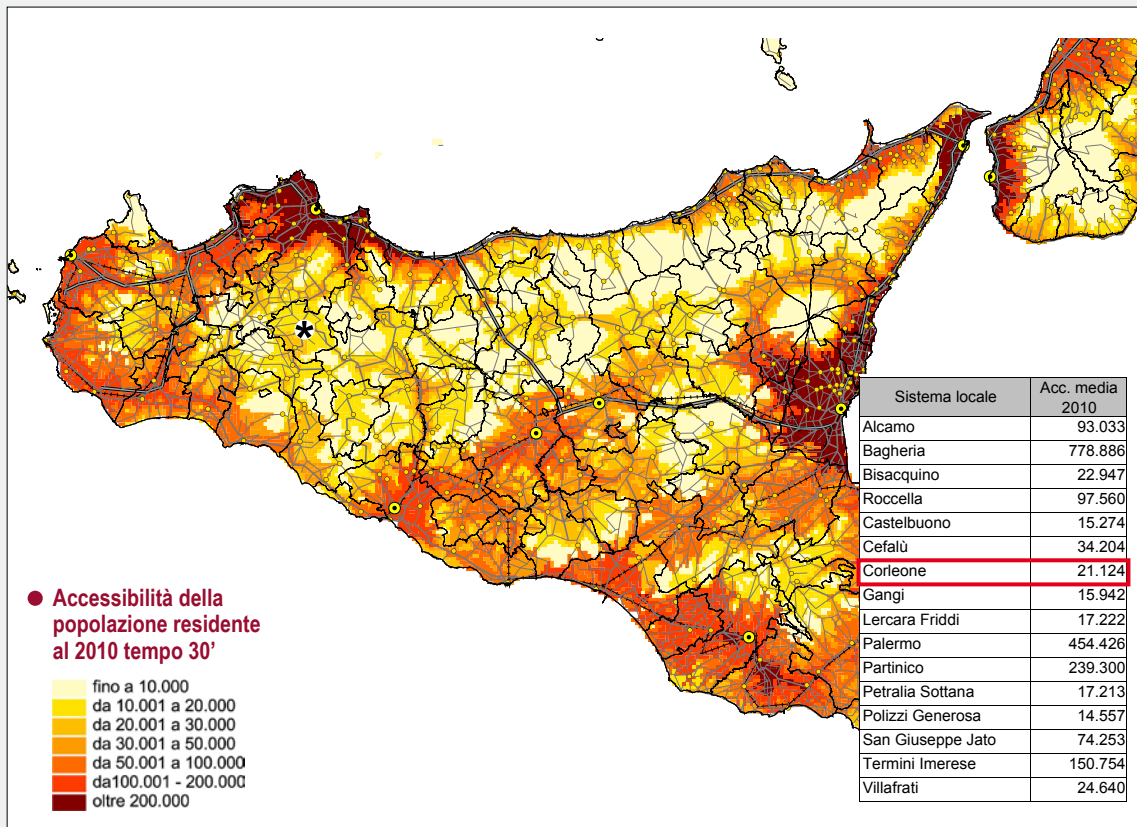 *
Sistema locale Acc. media
2010
Alcamo 93.033
Bagheria 778.886
Bisacquino 22.947
Roccella 97.560
Castelbuono 15.274
Cefalù 34.204
Corleone 21.124
Gangi 15.942
Lercara Friddi 17.222
Palermo 454.426
Partinico 239.300
Petralia Sottana 17.213
Polizzi Generosa 14.557
San Giuseppe Jato 74.253
Termini Imerese 150.754
Villafrati 24.640
Accessibilità della
popolazione residente
al 2010 tempo 30'
fino a 10.000
da 10.001 a 20.000
da 20.001 a 30.000
da 30.001 a 50.000
da 50.001 a 100.000
da100.001 - 200.000
oltre 200.000